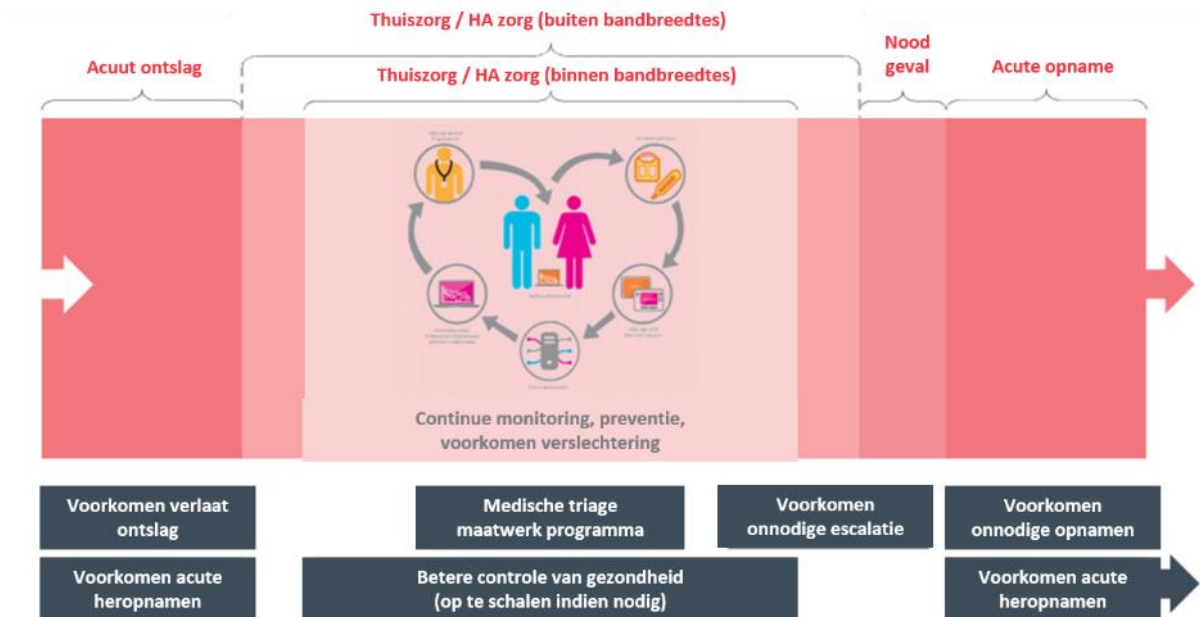 Thuiszorg / HA zorg (buiten bandbreedtes)
Acuut ontslag
Thuiszorg / HA zorg (binnen bandbreedtes)
Nood
geval
Acute opname
Continue monitoring, preventie,
voorkomen verslechtering
Voorkomen verlaat
ontslag
Medische triage
maatwerk programma
Voorkomen
onnodige escalatie
Voorkomen
onnodige opnamen
Voorkomen acute
heropnamen
Betere controle van gezondheid
(op te schalen indien nodig)
Voorkomen acute
heropnamen